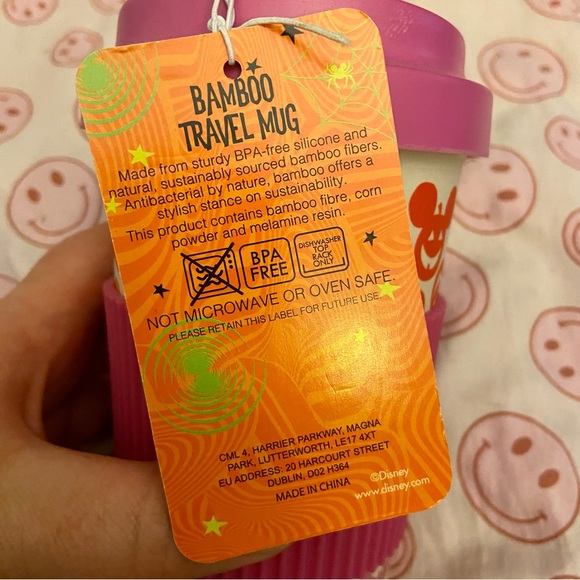 BAMBOO
TRAVEL MUG
Made from sturdy BPA-free silicone and
natural, sustainably sourced bamboo fibers.
Antibacterial by nature, bamboo offers a
stylish stance on sustainability.
This product contains bamboo fibre, corn
powder and melamine resin.
BPA
FREE
DISHWASHER
TOP
RACK
ONLY
NOT MICROWAVE OR OVEN SAFE.
PLEASE RETAIN THIS LABEL FOR FUTURE USE
CML 4, HARRIER PARKWAY, MAGNA
PARK, LUTTERWORTH, LE17 4XT
EU ADDRESS: 20 HARCOURT STREET
DUBLIN, D02 H364
MADE IN CHINA
©Disney
www.disney.com